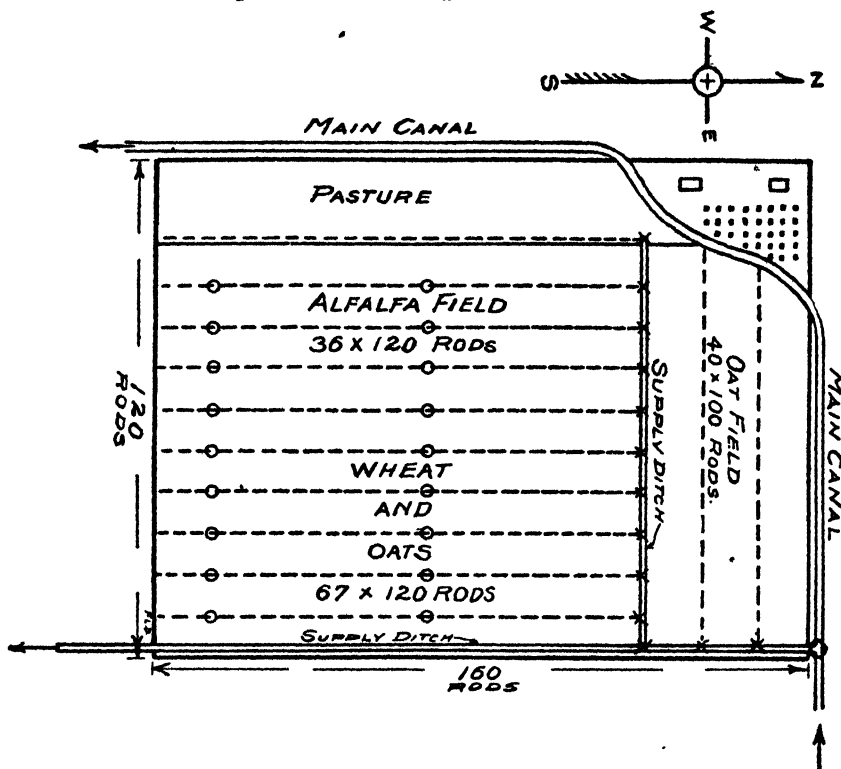 W
S
N
E
MAIN CANAL
PASTURE
ALFALFA FIELD
36 X 120 RODS
SUPPLY DITCH
OAT FIELD
40 X 100 RODS.
MAIN CANAL
120
RODS
WHEAT
AND
OATS
67 X 120 RODS
SUPPLY DITCH
160
RODS